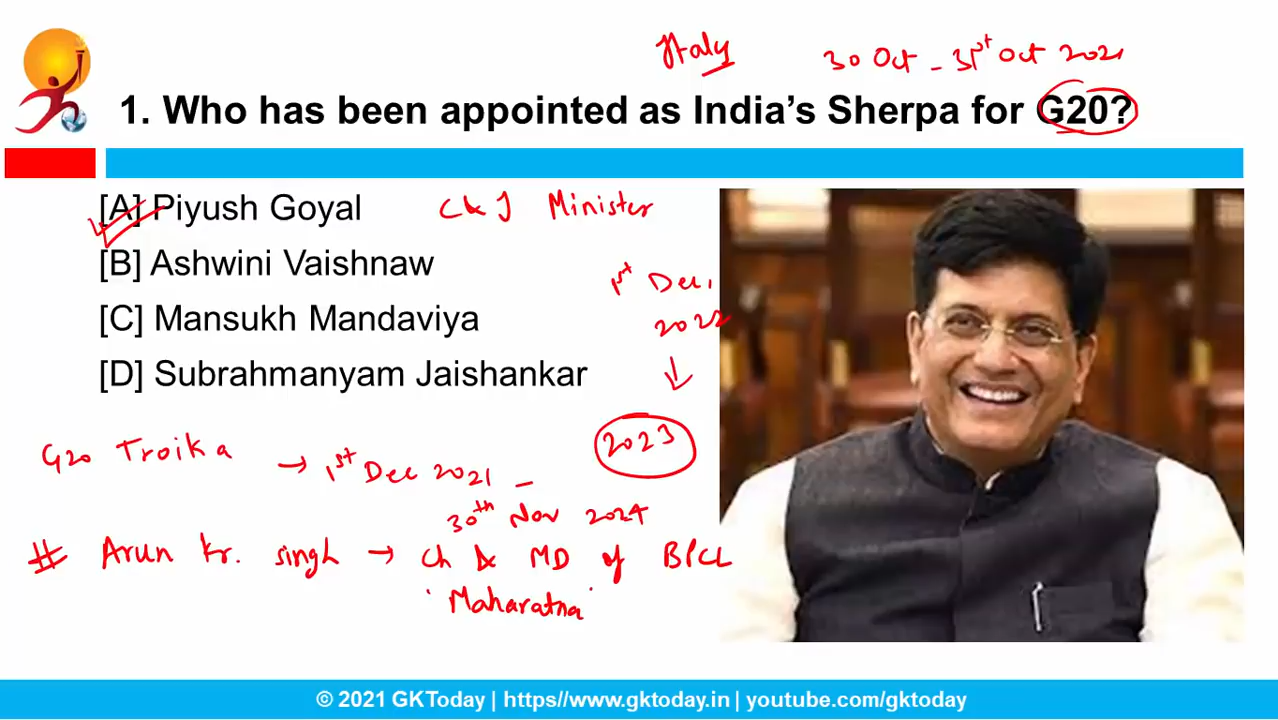 Italy 30 Oct - 31st Oct 2021
1. Who has been appointed as India's Sherpa for G20?
[A] Piyush Goyal C & I Minister
[B] Ashwini Vaishnaw
1st Dec,
[C] Mansukh Mandaviya 2022
[D] Subrahmanyam Jaishankar
2023
G20 Troika → 1st Dec 2021 -
30th Nov 2024
# Arun Kr. Singh → Ch & MD of BPCL
'Maharatna'
© 2021 GKToday | https//www.gktoday.in | youtube.com/gktoday